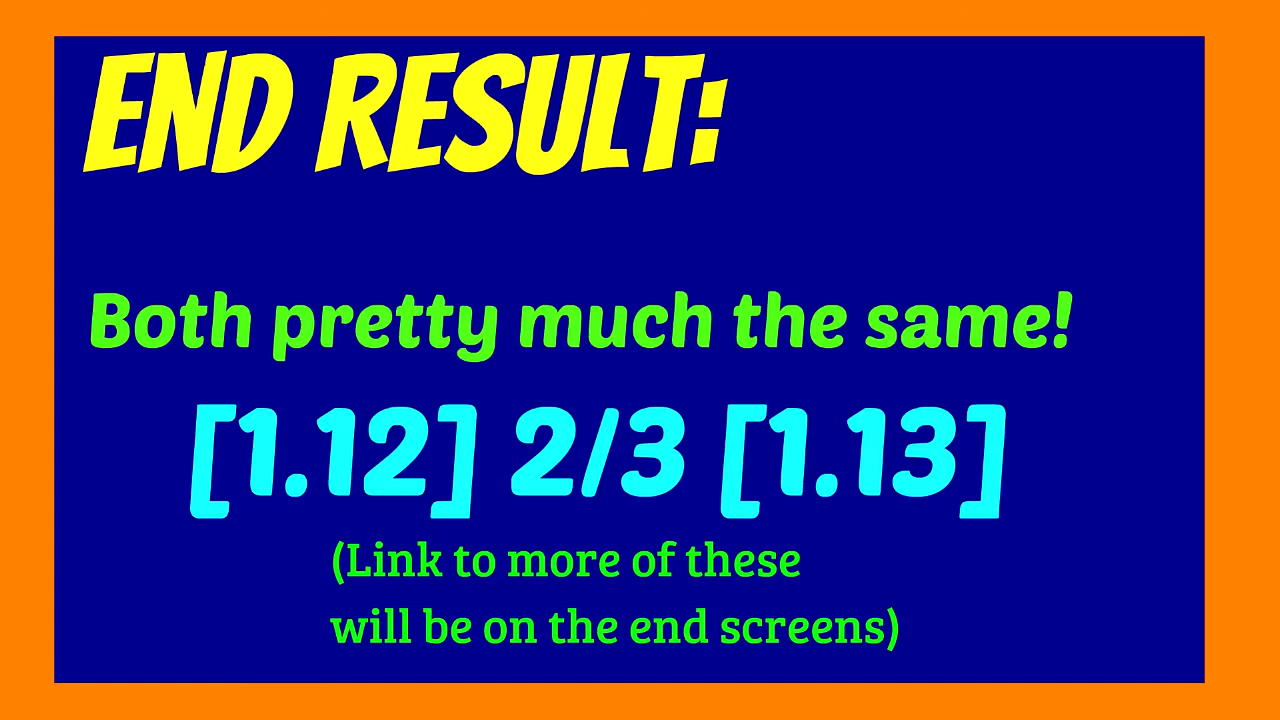 END RESULT:
Both pretty much the same!
[1.12] 2/3 [1.13]
(Link to more of these
will be on the end screens)